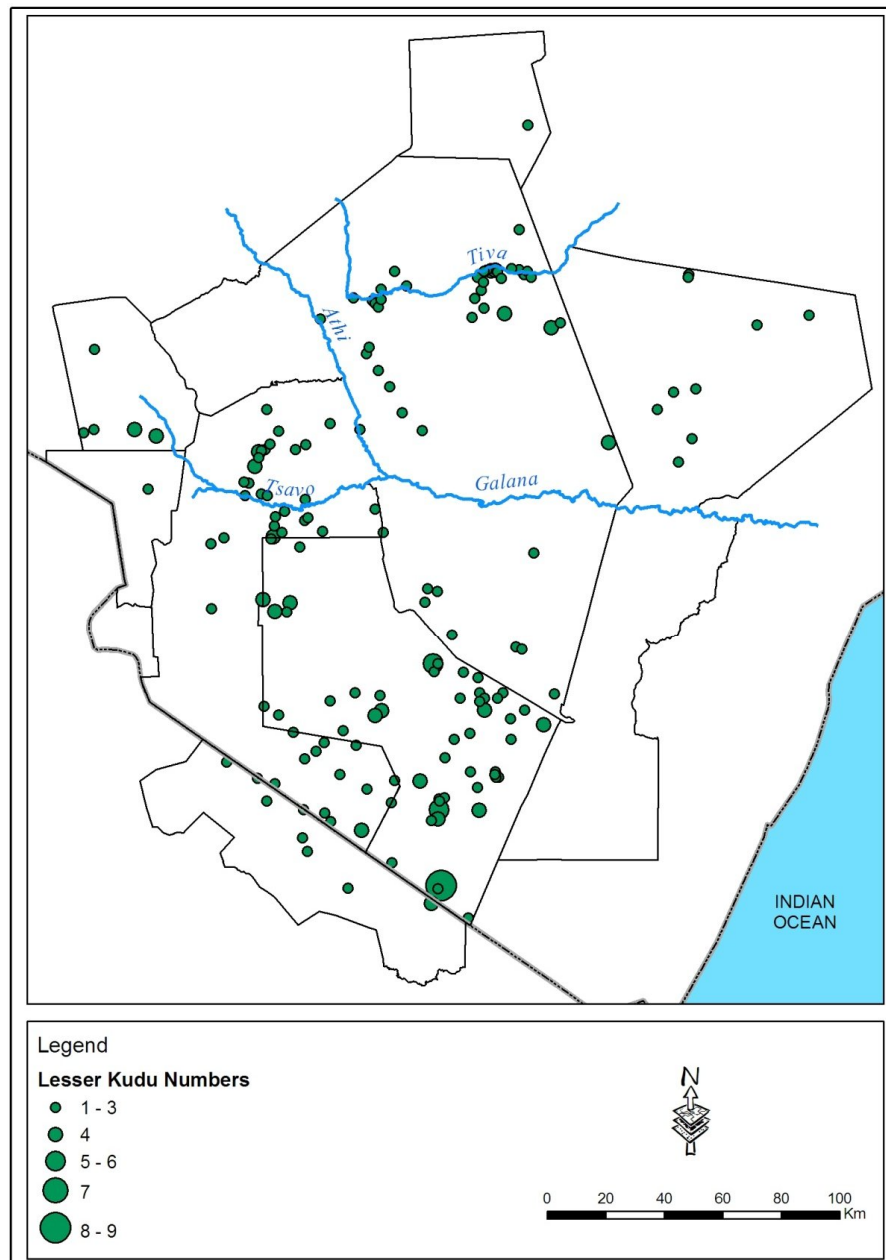 Tiva
Athi
Tsavo
Galana
INDIAN
OCEAN
Legend
Lesser Kudu Numbers
1 - 3
4
5 - 6
7
8 - 9
N
0 20 40 60 80 100
Km